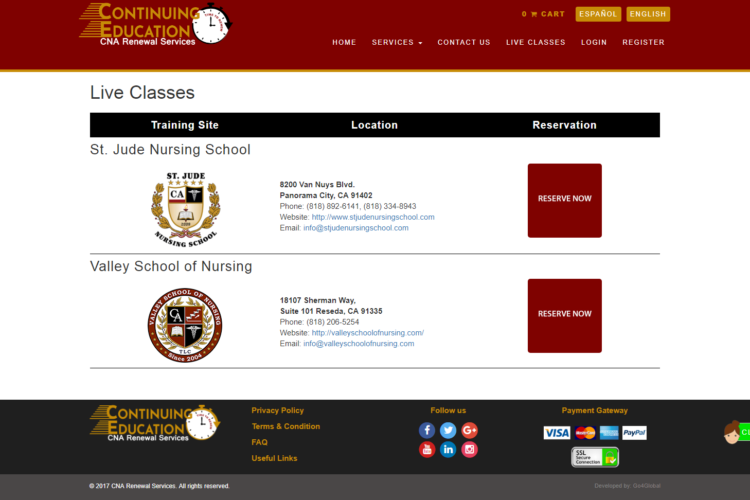 CONTINUING
EDUCATION
CNA Renewal Services
0 CART
ESPAÑOL
ENGLISH
HOME
SERVICES
CONTACT US
LIVE CLASSES
LOGIN
REGISTER
Live Classes
Training Site
Location
Reservation
St. Jude Nursing School
ST. JUDE
CA
NURSING SCHOOL
8200 Van Nuys Blvd.
Panorama City, CA 91402
Phone: (818) 892-6141, (818) 334-8943
Website: http://www.stjudenursingschool.com
Email: info@stjudenursingschool.com
RESERVE NOW
Valley School of Nursing
VALLEY SCHOOL OF NURSING
CA
TLC
Since 2004
18107 Sherman Way,
Suite 101 Reseda, CA 91335
Phone: (818) 206-5254
Website: http://valleyschoolofnursing.com/
Email: info@valleyschoolofnursing.com
RESERVE NOW
CONTINUING
EDUCATION
CNA Renewal Services
Privacy Policy
Terms & Condition
FAQ
Useful Links
Follow us
Payment Gateway
VISA
MasterCard
PayPal
SSL
Secure
Connection
© 2017 CNA Renewal Services. All rights reserved.
Developed by: Go4Global